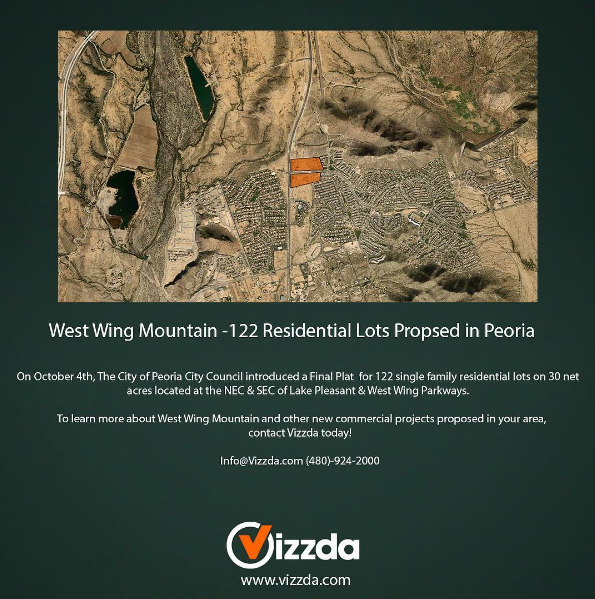 West Wing Mountain -122 Residential Lots Propsed in Peoria
On October 4th, The City of Peoria City Council introduced a Final Plat for 122 single family residential lots on 30 net
acres located at the NEC & SEC of Lake Pleasant & West Wing Parkways.
To learn more about West Wing Mountain and other new commercial projects proposed in your area,
contact Vizzda today!
Info@Vizzda.com (480)-924-2000
Vizzda
www.vizzda.com